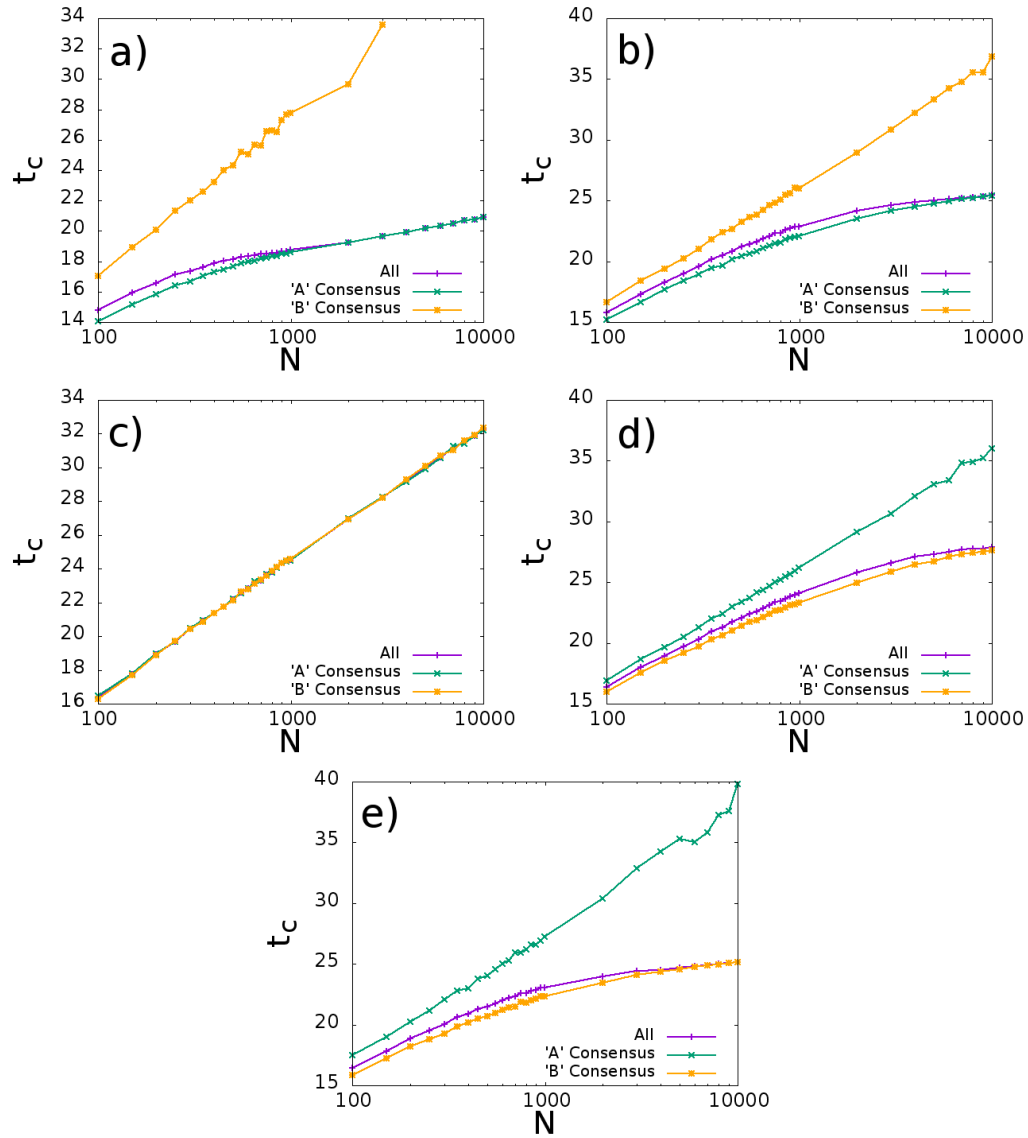 a)
34
32
30
28
26
24
22
20
18
16
14
t_c
100
1000
10000
N
All
'A' Consensus
'B' Consensus
b)
40
35
30
25
20
15
t_c
100
1000
10000
N
All
'A' Consensus
'B' Consensus
c)
34
32
30
28
26
24
22
20
18
16
t_c
100
1000
10000
N
All
'A' Consensus
'B' Consensus
d)
40
35
30
25
20
15
t_c
100
1000
10000
N
All
'A' Consensus
'B' Consensus
e)
40
35
30
25
20
15
t_c
100
1000
10000
N
All
'A' Consensus
'B' Consensus